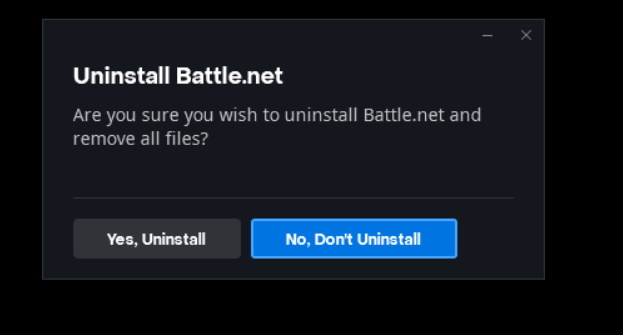 Uninstall Battle.net
Are you sure you wish to uninstall Battle.net and
remove all files?
Yes, Uninstall
No, Don't Uninstall